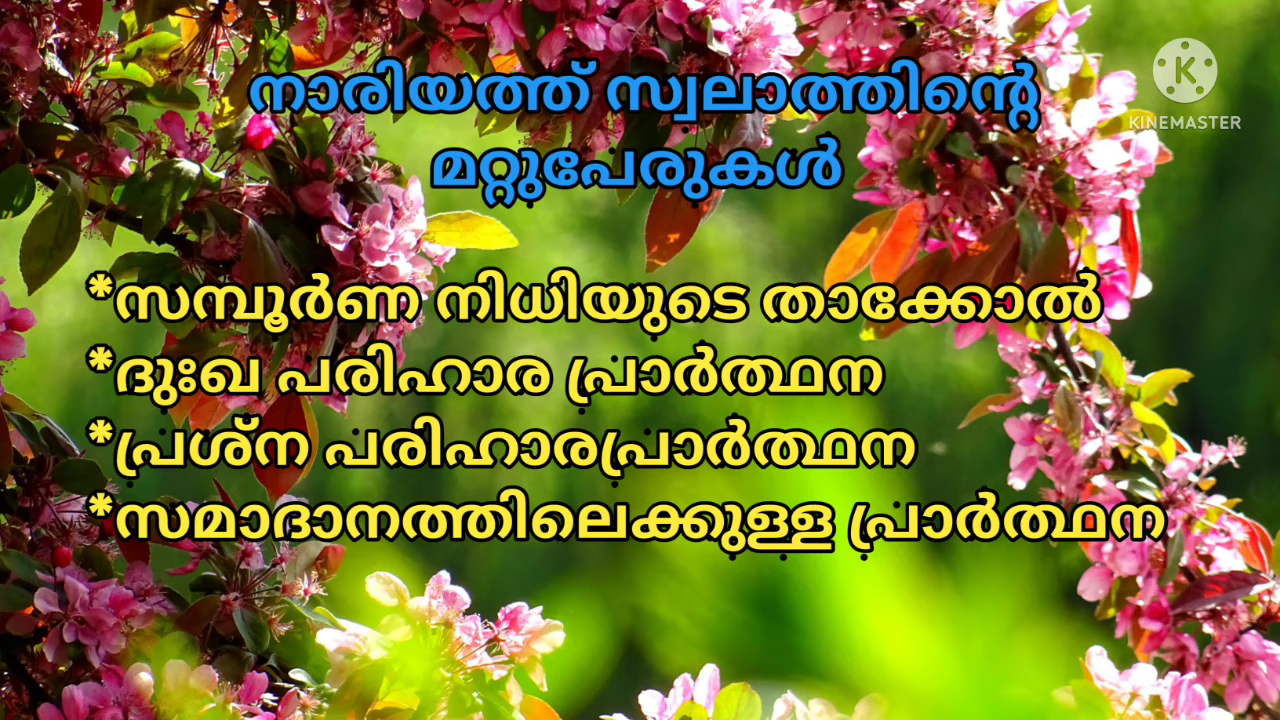 നാരിയത്ത് സ്വലാത്തിന്റെ
മറ്റുപേരുകൾ
*സമ്പൂർണ നിധിയുടെ താക്കോൽ
*ദുഃഖ പരിഹാര പ്രാർത്ഥന
*പ്രശ്ന പരിഹാരപ്രാർത്ഥന
*സമാദാനത്തിലെക്കുള്ള പ്രാർത്ഥന
K
KINEMASTER